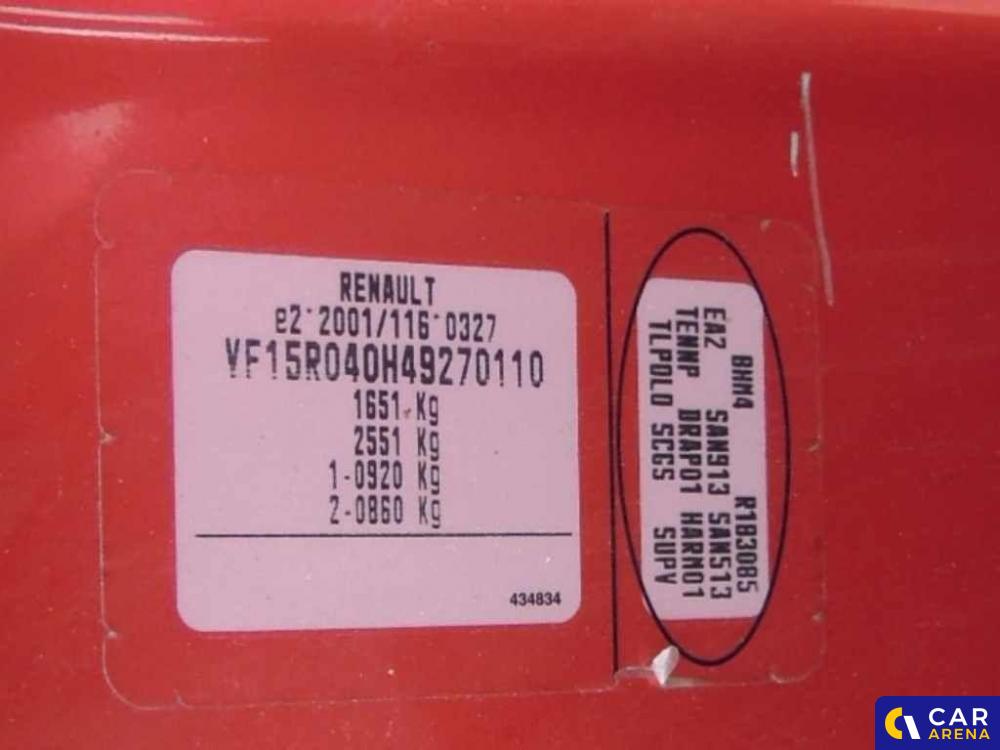 RENAULT
e2*2001/116*0327
VF15R040H49270110
1651 Kg
2551 Kg
1-0920 Kg
2-0860 Kg
434834
BHM4 R183085
EA2 SAN913 SAN513
TENNP DRAP01 HARM01
TLPOLO SCGS SUPV
CAR
ARENA